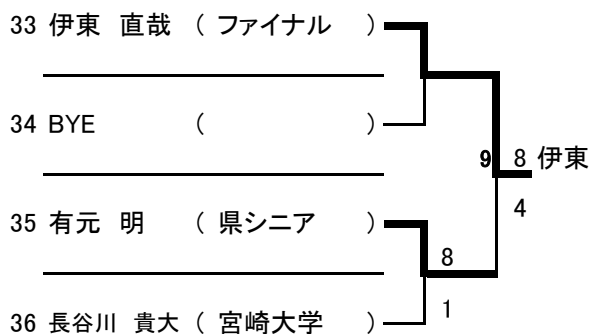 33 伊東 直哉 ( ファイナル )
34 BYE ( )
9 8 伊東
4
35 有元 明 ( 県シニア )
8
1
36 長谷川 貴大 ( 宮崎大学 )